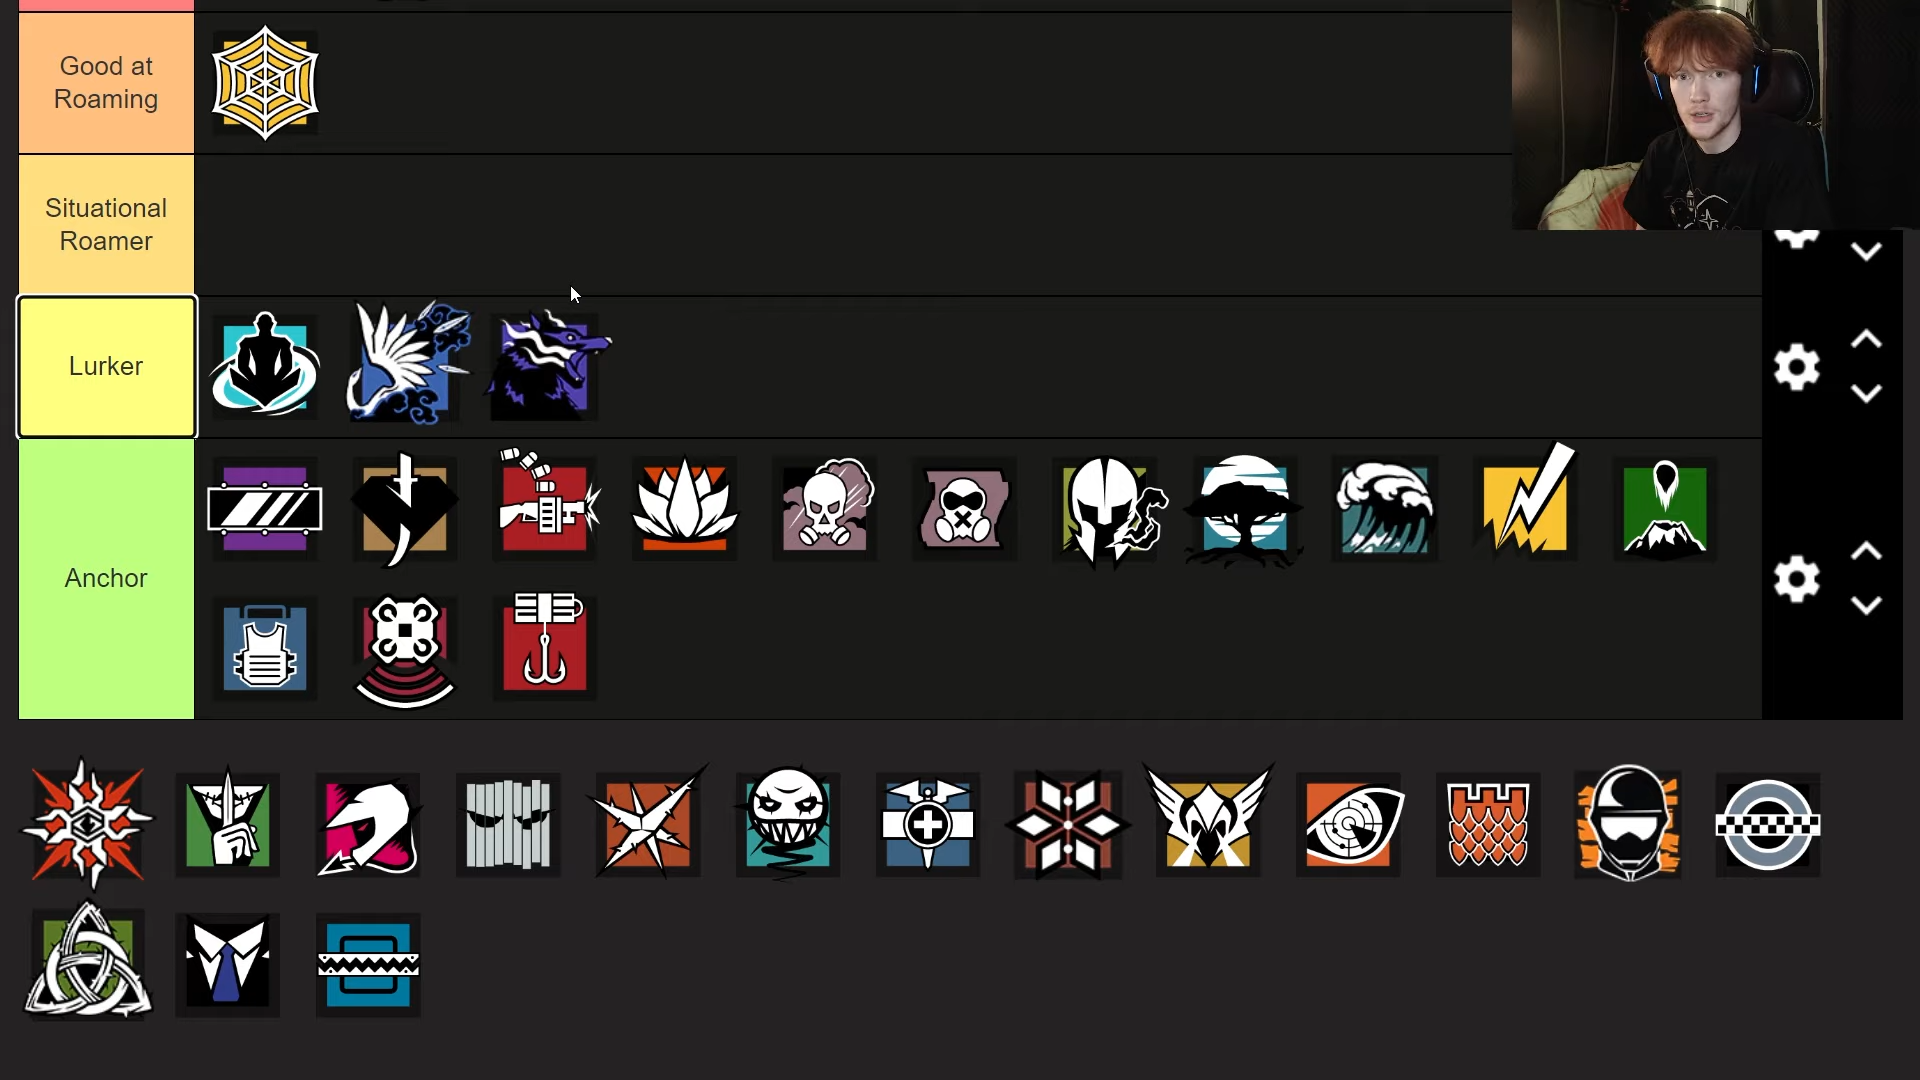 Good at
Roaming
Situational
Roamer
Lurker
Anchor